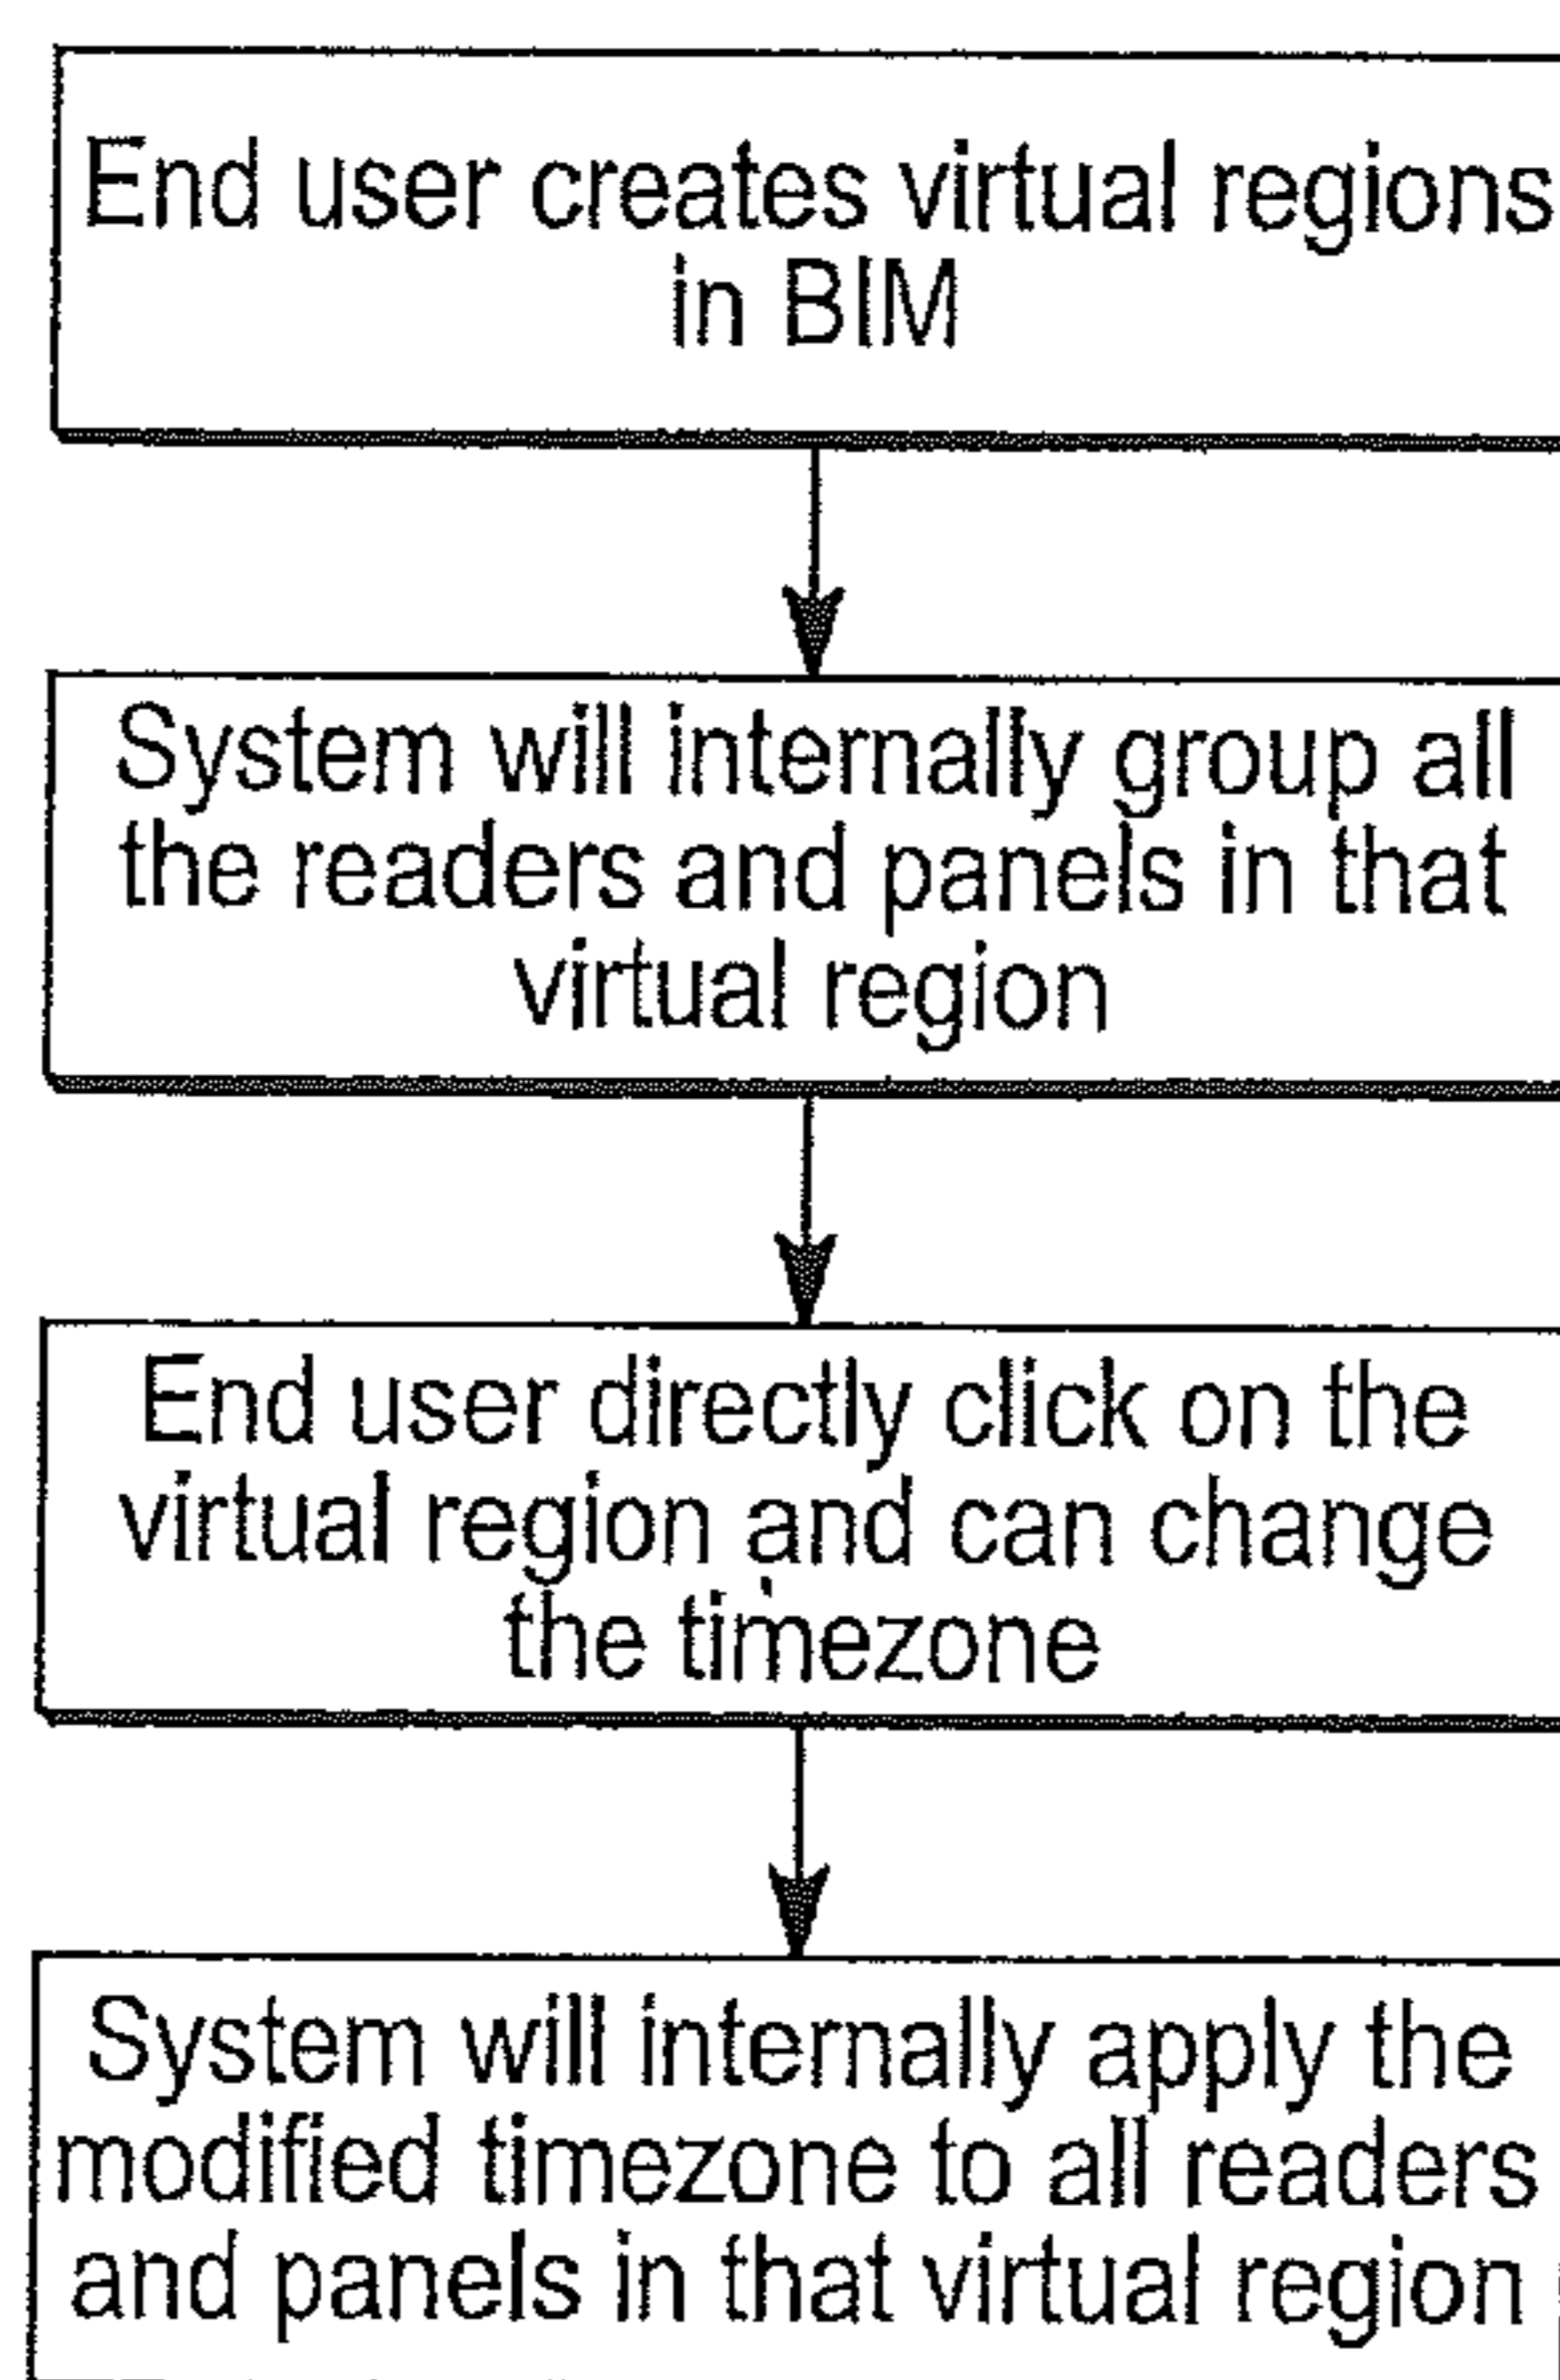 End user creates virtual regions
in BIM
System will internally group all
the readers and panels in that
virtual region
End user directly click on the
virtual region and can change
the timezone
System will internally apply the
modified timezone to all readers
and panels in that virtual region